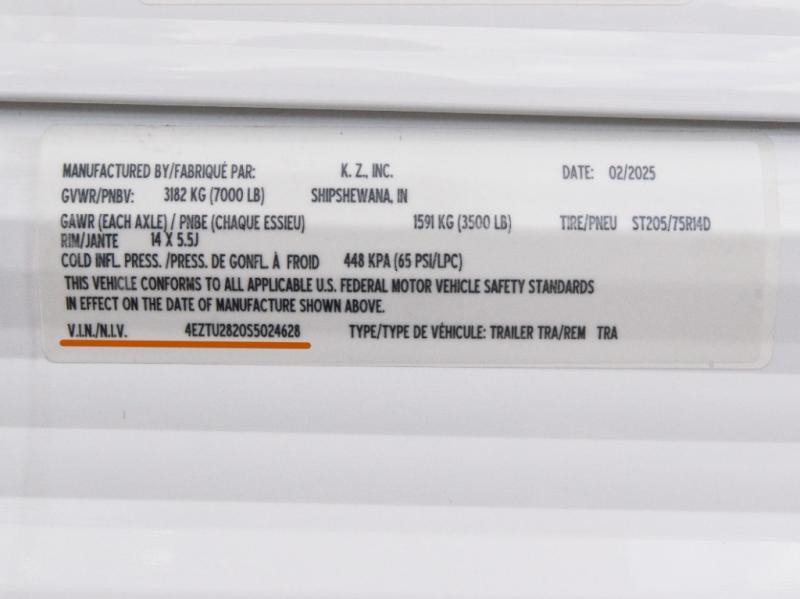 MANUFACTURED BY/FABRIQUÉ PAR: K. Z., INC. DATE: 02/2025
GVWR/PNBV: 3182 KG (7000 LB) SHIPSHEWANA, IN
GAWR (EACH AXLE) / PNBE (CHAQUE ESSIEU) 1591 KG (3500 LB) TIRE/PNEU ST205/75R14D
RIM/JANTE 14 X 5.5J
COLD INFL. PRESS. /PRESS. DE GONFL. À FROID 448 KPA (65 PSI/LPC)
THIS VEHICLE CONFORMS TO ALL APPLICABLE U.S. FEDERAL MOTOR VEHICLE SAFETY STANDARDS
IN EFFECT ON THE DATE OF MANUFACTURE SHOWN ABOVE.
V.I.N./N.I.V. 4EZTU2820S5024628 TYPE/TYPE DE VÉHICULE: TRAILER TRA/REM TRA